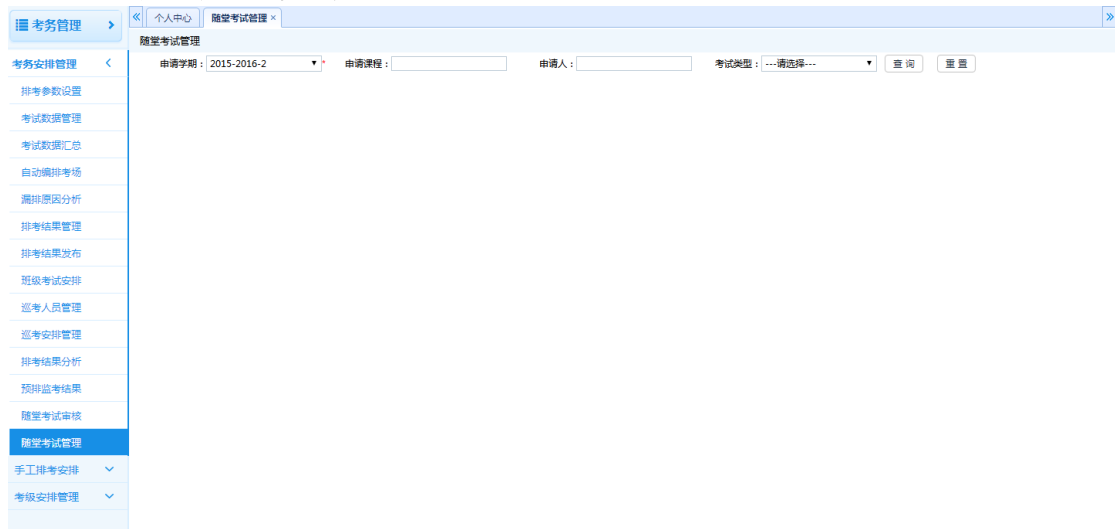 考务管理
个人中心 随堂考试管理 ×
随堂考试管理
申请学期： 2015-2016-2 * 申请课程： 申请人： 考试类型： ---请选择--- 查 询 重 置
考务安排管理
排考参数设置
考试数据管理
考试数据汇总
自动编排考场
漏排原因分析
排考结果管理
排考结果发布
班级考试安排
巡考人员管理
巡考安排管理
排考结果分析
预排监考结果
随堂考试审核
随堂考试管理
手工排考安排
考级安排管理